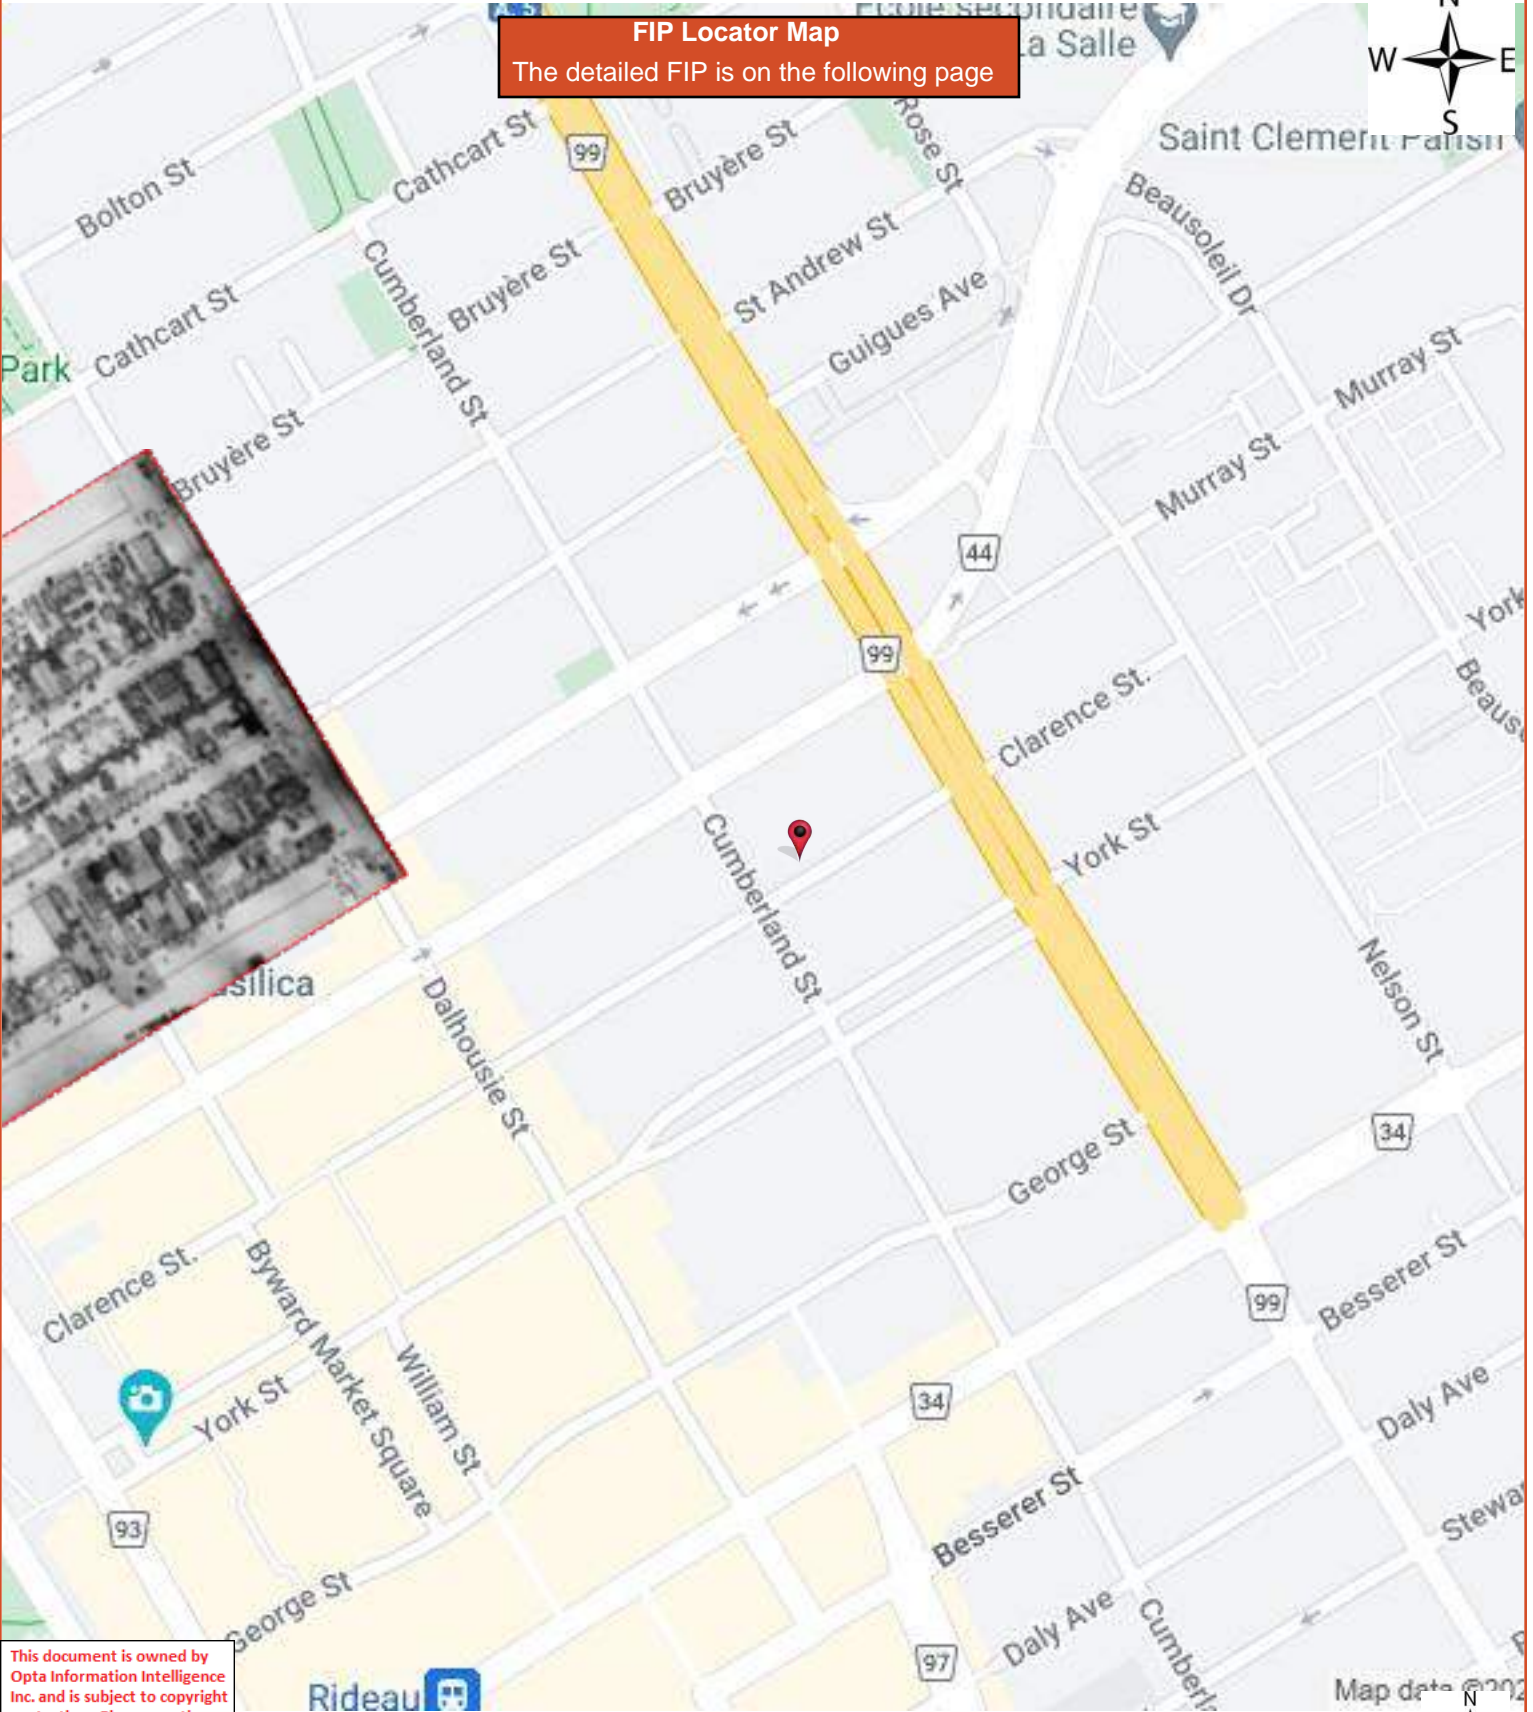 FIP Locator Map
The detailed FIP is on the following page
La Salle
N
W
E
S
Saint Clement Parish
Cathcart St
99
Bruyère St
Rose St
Bolton St
Beausoleil Dr
Cumberland St
Bruyère St
St Andrew St
Guigues Ave
Cathcart St
Park
Murray St
Bruyère St
Murray St
44
York
99
Clarence St.
Cumberland St
York St
Nelson St
Dalhousie St
34
George St
Clarence St.
Byward Market Square
99
Besserer St
William St
York St
34
Daly Ave
93
Besserer St
George St
Daly Ave
This document is owned by
Opta Information Intelligence
Inc. and is subject to copyright
Rideau
97
Map data
N